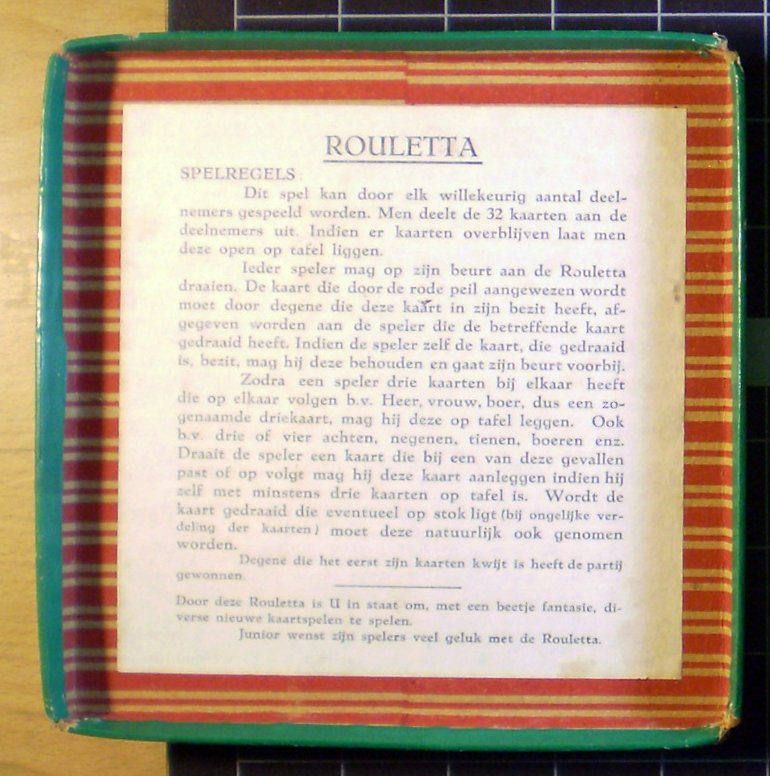 ROULETTA
SPELREGELS:
Dit spel kan door elk willekeurig aantal deel-
nemers gespeeld worden. Men deelt de 32 kaarten aan de
deelnemers uit. Indien er kaarten overblijven laat men
deze open op tafel liggen.
Ieder speler mag op zijn beurt aan de Rouletta
draaien. De kaart die door de rode peil aangewezen wordt
moet door degene die deze kaart in zijn bezit heeft, af-
gegeven worden aan de speler die de betreffende kaart
gedraaid heeft. Indien de speler zelf de kaart, die gedraaid
is, bezit, mag hij deze behouden en gaat zijn beurt voorbij.
Zodra een speler drie kaarten bij elkaar heeft
die op elkaar volgen b.v. Heer, vrouw, boer, dus een zo-
genaamde driekaart, mag hij deze op tafel leggen. Ook
b.v. drie of vier achten, negenen, tienen, boeren enz.
Draait de speler een kaart die bij een van deze gevallen
past of op volgt mag hij deze kaart aanleggen indien hij
zelf met minstens drie kaarten op tafel is. Wordt de
kaart gedraaid die eventueel op stok ligt (bij ongelijke ver-
deling der kaarten) moet deze natuurlijk ook genomen
worden.
Degene die het eerst zijn kaarten kwijt is heeft de partij
gewonnen.
Door deze Rouletta is U in staat om, met een beetje fantasie, di-
verse nieuwe kaartspelen te spelen.
Junior wenst zijn spelers veel geluk met de Rouletta.